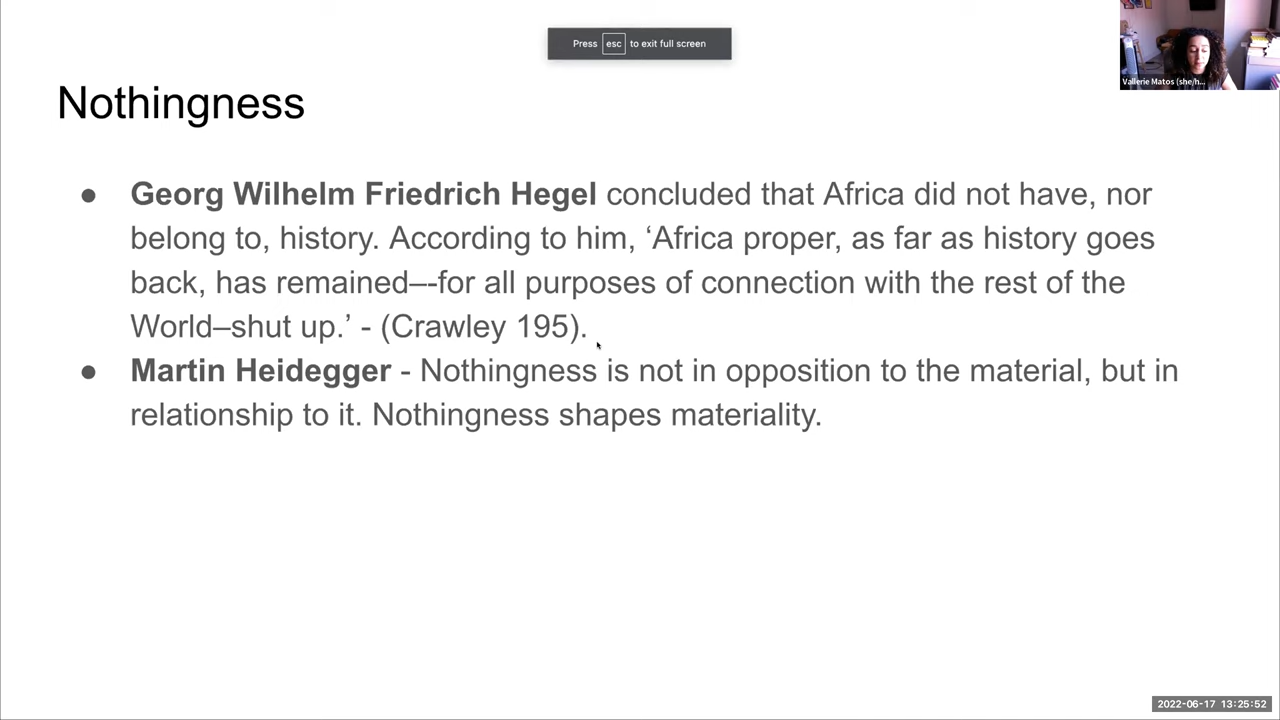 Press esc to exit full screen
Vallerie Matos (she/h...
Nothingness
● Georg Wilhelm Friedrich Hegel concluded that Africa did not have, nor
belong to, history. According to him, ‘Africa proper, as far as history goes
back, has remained–-for all purposes of connection with the rest of the
World–shut up.’ - (Crawley 195).
● Martin Heidegger - Nothingness is not in opposition to the material, but in
relationship to it. Nothingness shapes materiality.
2022-06-17 13:25:52